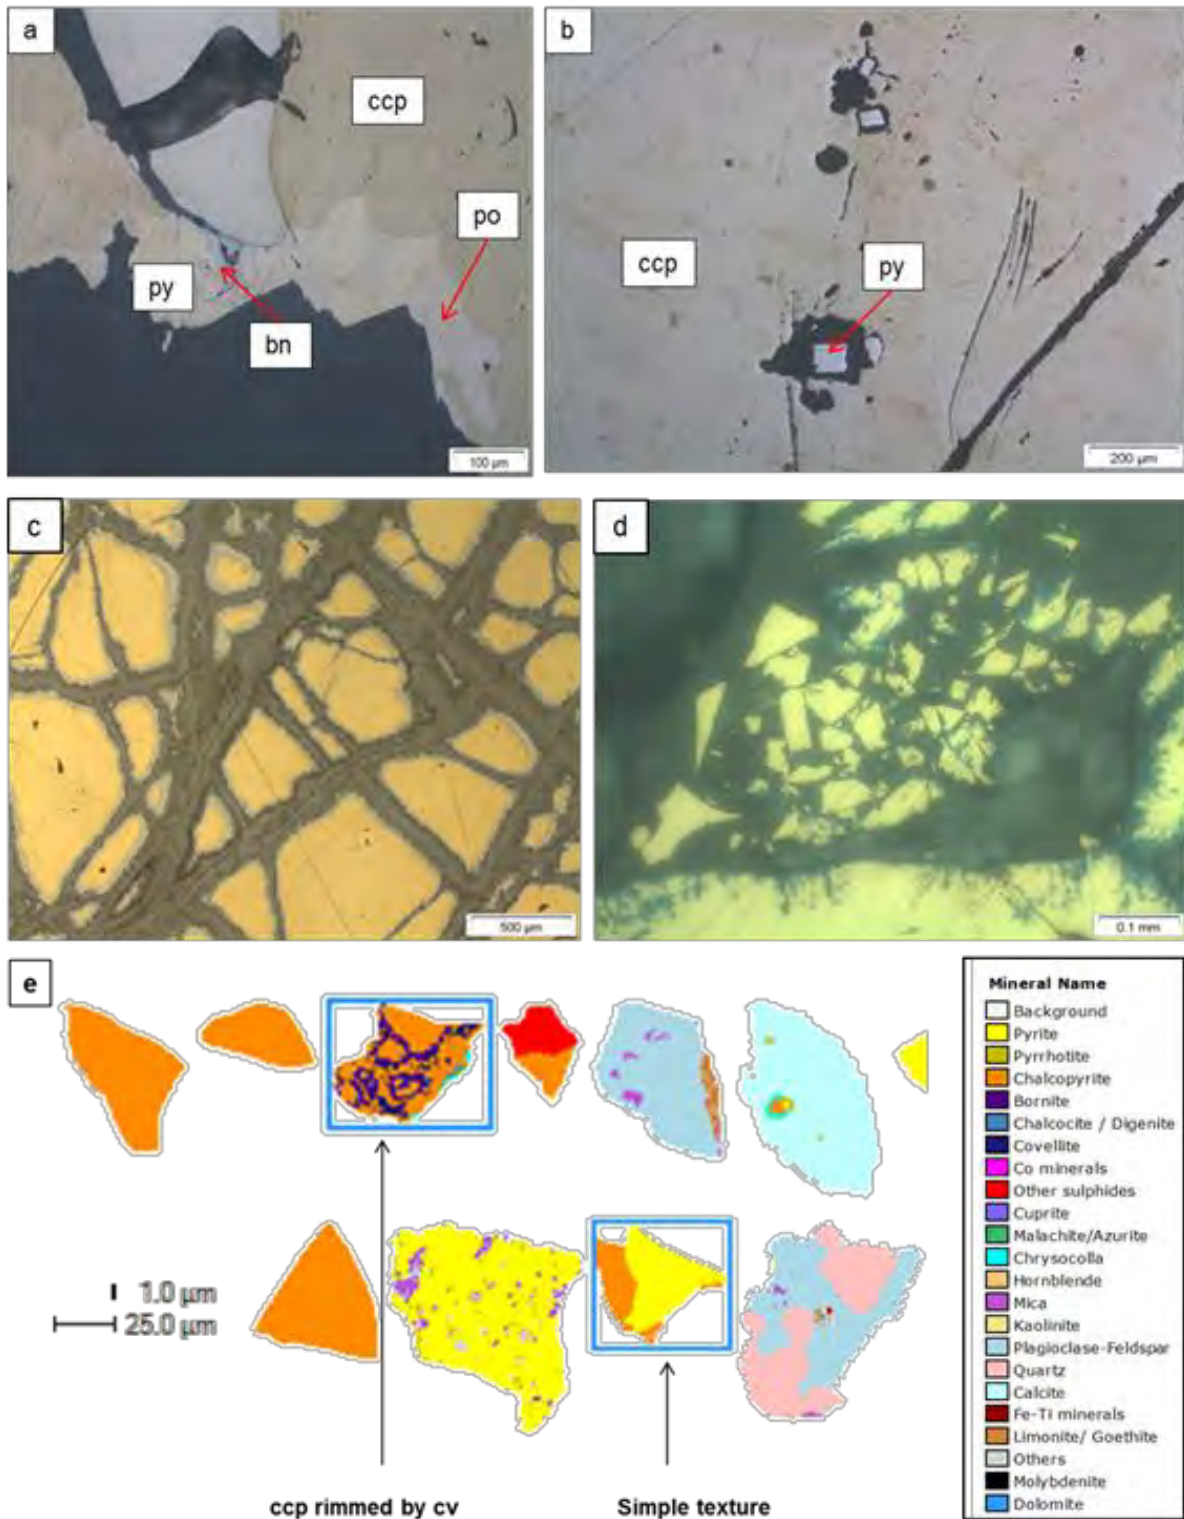 a
ccp
po
py
bn
100 µm
b
ccp
py
200 µm
c
500 µm
d
0.1 mm
e
1.0 µm
25.0 µm
ccp rimmed by cv
Simple texture
Mineral Name
Background
Pyrite
Pyrrhotite
Chalcopyrite
Bornite
Chalcocite / Digenite
Covellite
Co minerals
Other sulphides
Cuprite
Malachite/Azurite
Chrysocolla
Hornblende
Mica
Kaolinite
Plagioclase-Feldspar
Quartz
Calcite
Fe-Ti minerals
Limonite/ Goethite
Others
Molybdenite
Dolomite